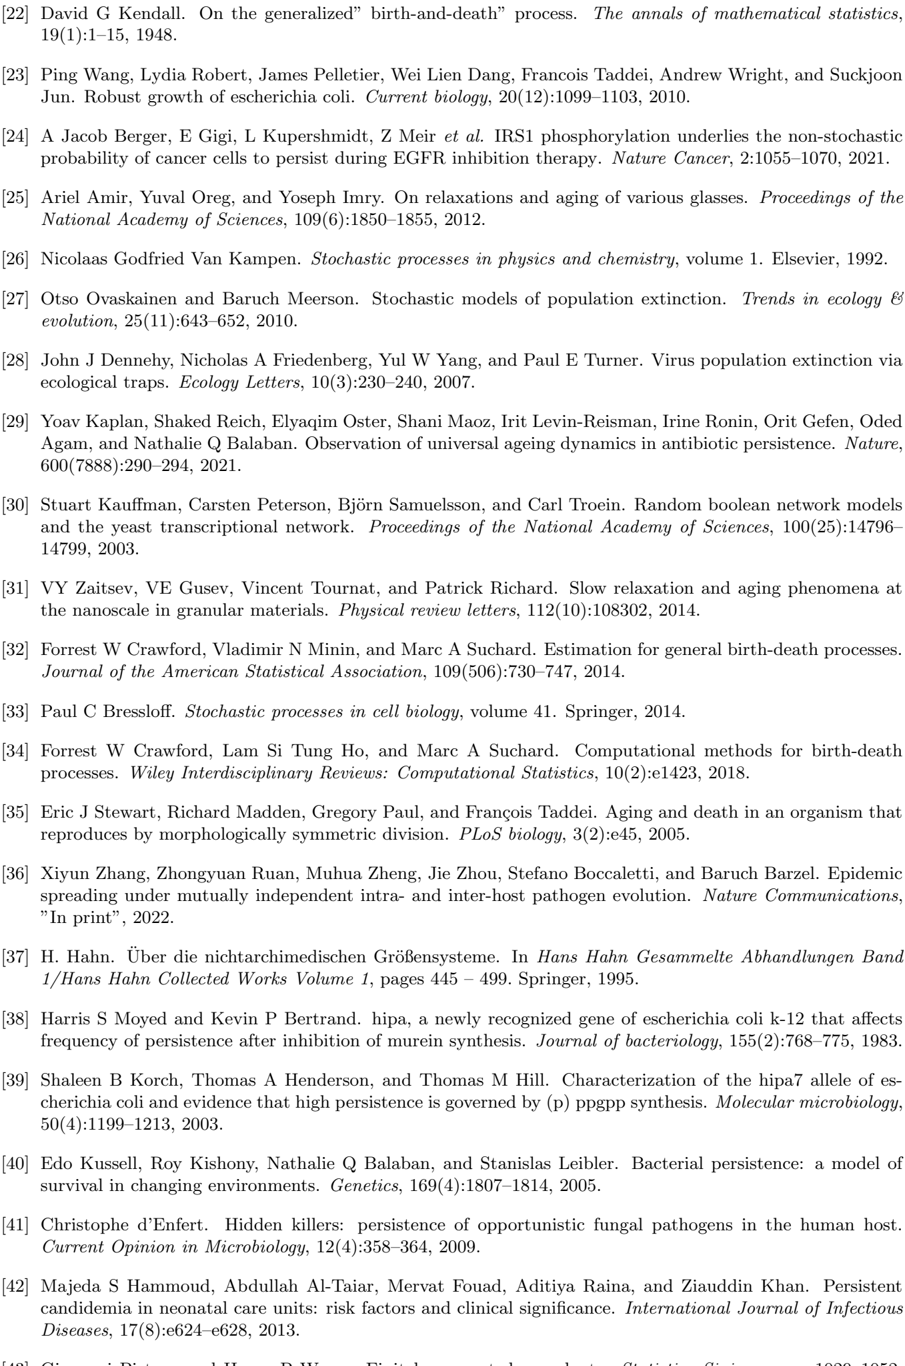 [22] David G Kendall. On the generalized” birth-and-death” process. The annals of mathematical statistics,
19(1):1–15, 1948.
[23] Ping Wang, Lydia Robert, James Pelletier, Wei Lien Dang, Francois Taddei, Andrew Wright, and Suckjoon
Jun. Robust growth of escherichia coli. Current biology, 20(12):1099–1103, 2010.
[24] A Jacob Berger, E Gigi, L Kupershmidt, Z Meir et al. IRS1 phosphorylation underlies the non-stochastic
probability of cancer cells to persist during EGFR inhibition therapy. Nature Cancer, 2:1055–1070, 2021.
[25] Ariel Amir, Yuval Oreg, and Yoseph Imry. On relaxations and aging of various glasses. Proceedings of the
National Academy of Sciences, 109(6):1850–1855, 2012.
[26] Nicolaas Godfried Van Kampen. Stochastic processes in physics and chemistry, volume 1. Elsevier, 1992.
[27] Otso Ovaskainen and Baruch Meerson. Stochastic models of population extinction. Trends in ecology &
evolution, 25(11):643–652, 2010.
[28] John J Dennehy, Nicholas A Friedenberg, Yul W Yang, and Paul E Turner. Virus population extinction via
ecological traps. Ecology Letters, 10(3):230–240, 2007.
[29] Yoav Kaplan, Shaked Reich, Elyaqim Oster, Shani Maoz, Irit Levin-Reisman, Irine Ronin, Orit Gefen, Oded
Agam, and Nathalie Q Balaban. Observation of universal ageing dynamics in antibiotic persistence. Nature,
600(7888):290–294, 2021.
[30] Stuart Kauffman, Carsten Peterson, Björn Samuelsson, and Carl Troein. Random boolean network models
and the yeast transcriptional network. Proceedings of the National Academy of Sciences, 100(25):14796–
14799, 2003.
[31] VY Zaitsev, VE Gusev, Vincent Tournat, and Patrick Richard. Slow relaxation and aging phenomena at
the nanoscale in granular materials. Physical review letters, 112(10):108302, 2014.
[32] Forrest W Crawford, Vladimir N Minin, and Marc A Suchard. Estimation for general birth-death processes.
Journal of the American Statistical Association, 109(506):730–747, 2014.
[33] Paul C Bressloff. Stochastic processes in cell biology, volume 41. Springer, 2014.
[34] Forrest W Crawford, Lam Si Tung Ho, and Marc A Suchard. Computational methods for birth-death
processes. Wiley Interdisciplinary Reviews: Computational Statistics, 10(2):e1423, 2018.
[35] Eric J Stewart, Richard Madden, Gregory Paul, and François Taddei. Aging and death in an organism that
reproduces by morphologically symmetric division. PLoS biology, 3(2):e45, 2005.
[36] Xiyun Zhang, Zhongyuan Ruan, Muhua Zheng, Jie Zhou, Stefano Boccaletti, and Baruch Barzel. Epidemic
spreading under mutually independent intra- and inter-host pathogen evolution. Nature Communications,
”In print”, 2022.
[37] H. Hahn. Über die nichtarchimedischen Größensysteme. In Hans Hahn Gesammelte Abhandlungen Band
1/Hans Hahn Collected Works Volume 1, pages 445 – 499. Springer, 1995.
[38] Harris S Moyed and Kevin P Bertrand. hipa, a newly recognized gene of escherichia coli k-12 that affects
frequency of persistence after inhibition of murein synthesis. Journal of bacteriology, 155(2):768–775, 1983.
[39] Shaleen B Korch, Thomas A Henderson, and Thomas M Hill. Characterization of the hipa7 allele of es-
cherichia coli and evidence that high persistence is governed by (p) ppgpp synthesis. Molecular microbiology,
50(4):1199–1213, 2003.
[40] Edo Kussell, Roy Kishony, Nathalie Q Balaban, and Stanislas Leibler. Bacterial persistence: a model of
survival in changing environments. Genetics, 169(4):1807–1814, 2005.
[41] Christophe d’Enfert. Hidden killers: persistence of opportunistic fungal pathogens in the human host.
Current Opinion in Microbiology, 12(4):358–364, 2009.
[42] Majeda S Hammoud, Abdullah Al-Taiar, Mervat Fouad, Aditiya Raina, and Ziauddin Khan. Persistent
candidemia in neonatal care units: risk factors and clinical significance. International Journal of Infectious
Diseases, 17(8):e624–e628, 2013.